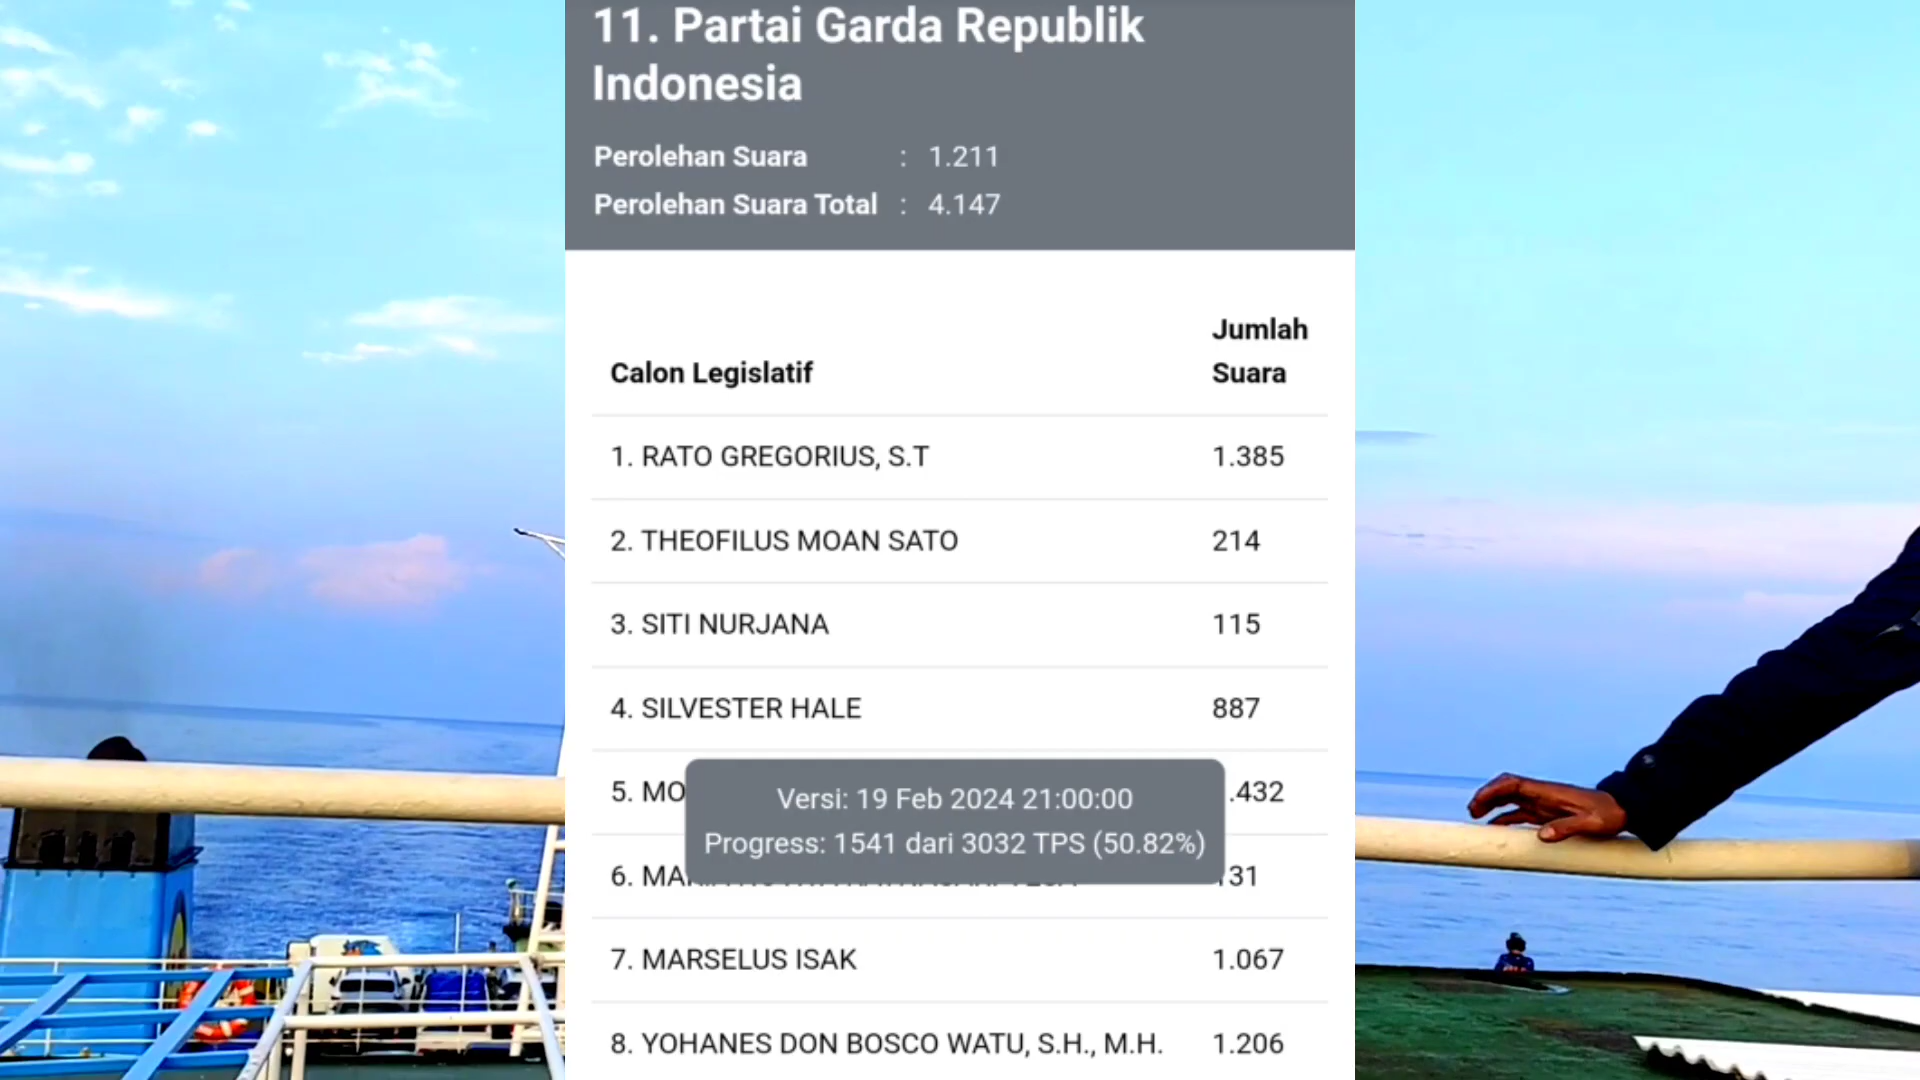 11. Partai Garda Republik
Indonesia
Perolehan Suara : 1.211
Perolehan Suara Total : 4.147
Jumlah
Calon Legislatif Suara
1. RATO GREGORIUS, S.T 1.385
2. THEOFILUS MOAN SATO 214
3. SITI NURJANA 115
4. SILVESTER HALE 887
Versi: 19 Feb 2024 21:00:00
5. MO .432
Progress: 1541 dari 3032 TPS (50.82%)
6. 31
7. MARSELUS ISAK 1.067
8. YOHANES DON BOSCO WATU, S.H., M.H. 1.206